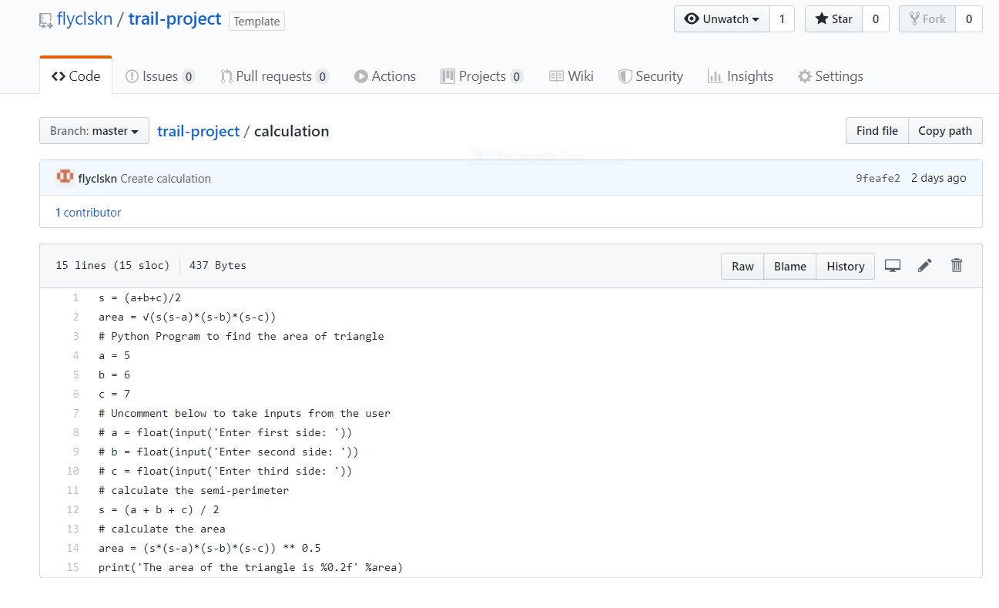 flyclskn / trail-project Template
Unwatch 1 Star 0 Fork 0
Code Issues 0 Pull requests 0 Actions Projects 0 Wiki Security Insights Settings
Branch: master trail-project / calculation Find file Copy path
Rectangular Snip
flyclskn Create calculation 9feafe2 2 days ago
1 contributor
15 lines (15 sloc) 437 Bytes Raw Blame History
1 s = (a+b+c)/2
2 area = √(s(s-a)*(s-b)*(s-c))
3 # Python Program to find the area of triangle
4 a = 5
5 b = 6
6 c = 7
7 # Uncomment below to take inputs from the user
8 # a = float(input('Enter first side: '))
9 # b = float(input('Enter second side: '))
10 # c = float(input('Enter third side: '))
11 # calculate the semi-perimeter
12 s = (a + b + c) / 2
13 # calculate the area
14 area = (s*(s-a)*(s-b)*(s-c)) ** 0.5
15 print('The area of the triangle is %0.2f' %area)